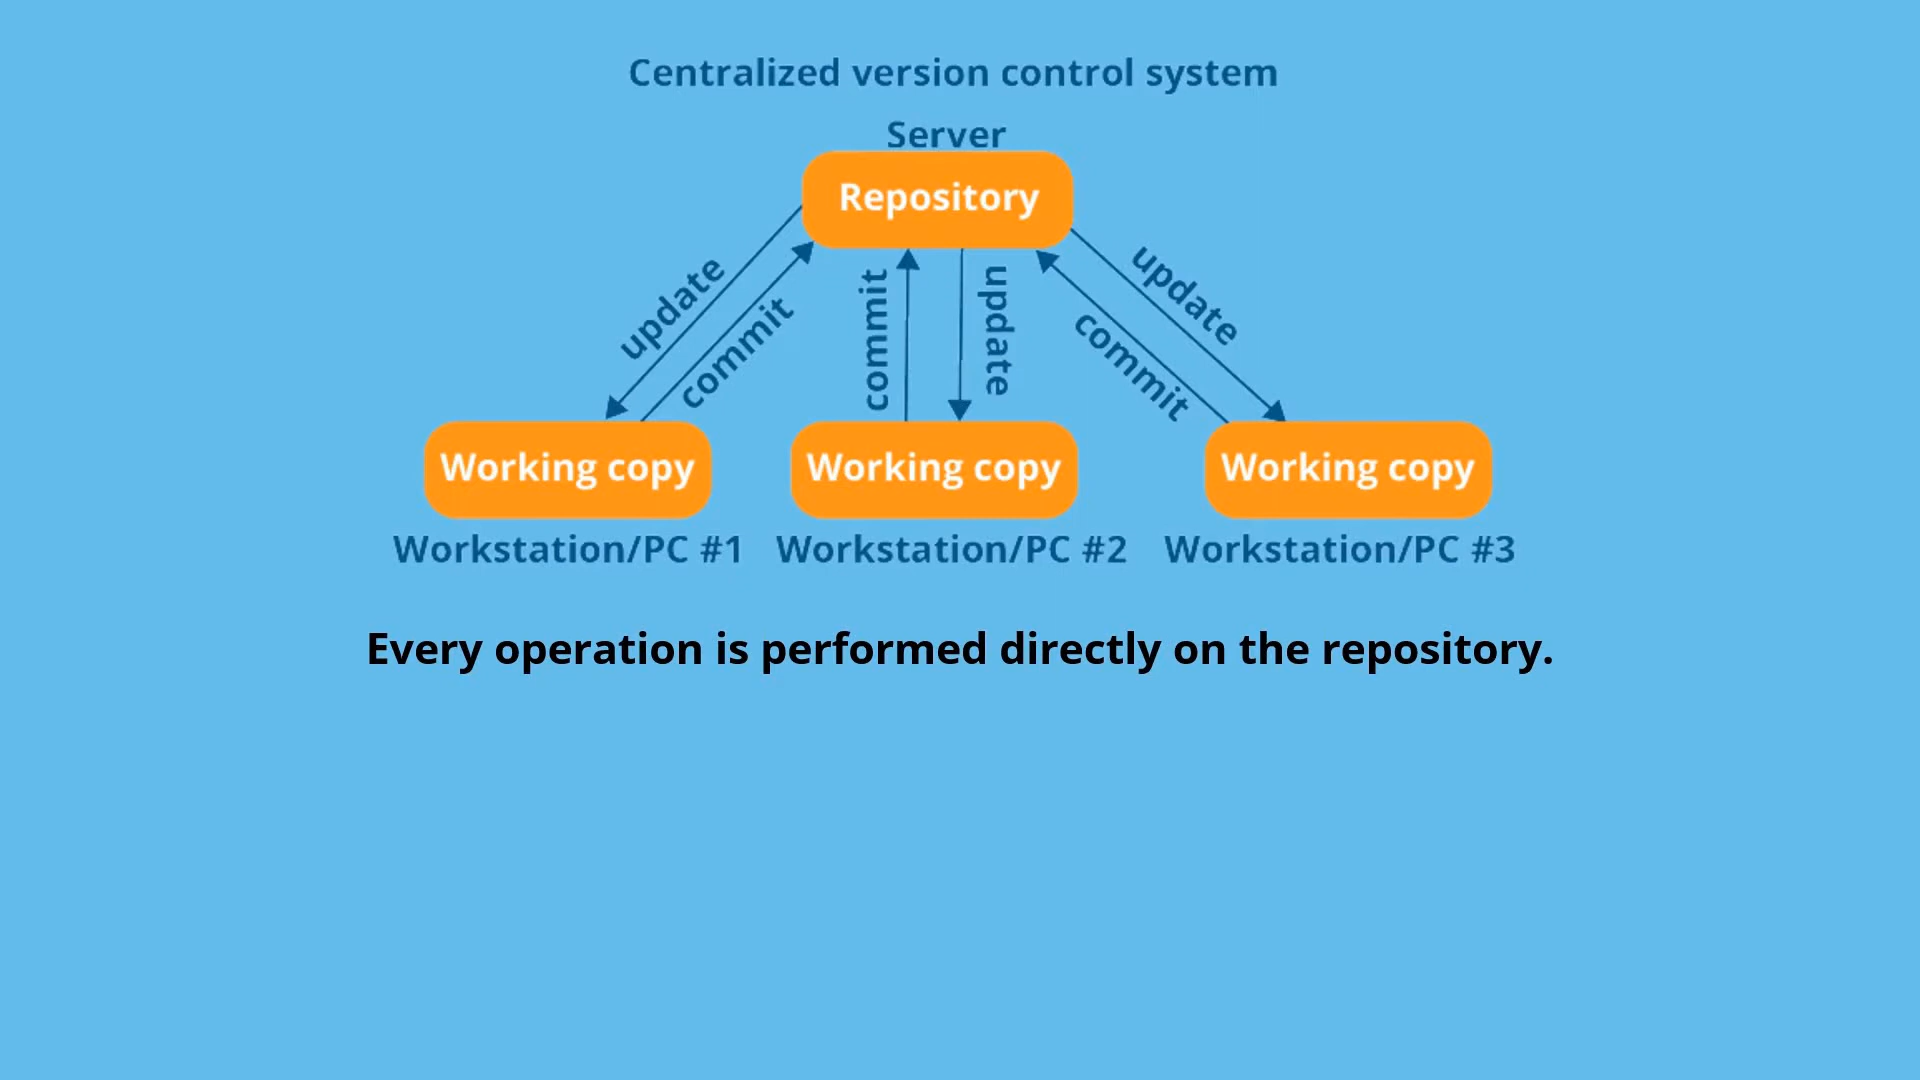 Centralized version control system
Server
Repository
update
commit
commit
update
commit
update
Working copy
Working copy
Working copy
Workstation/PC #1
Workstation/PC #2
Workstation/PC #3
Every operation is performed directly on the repository.